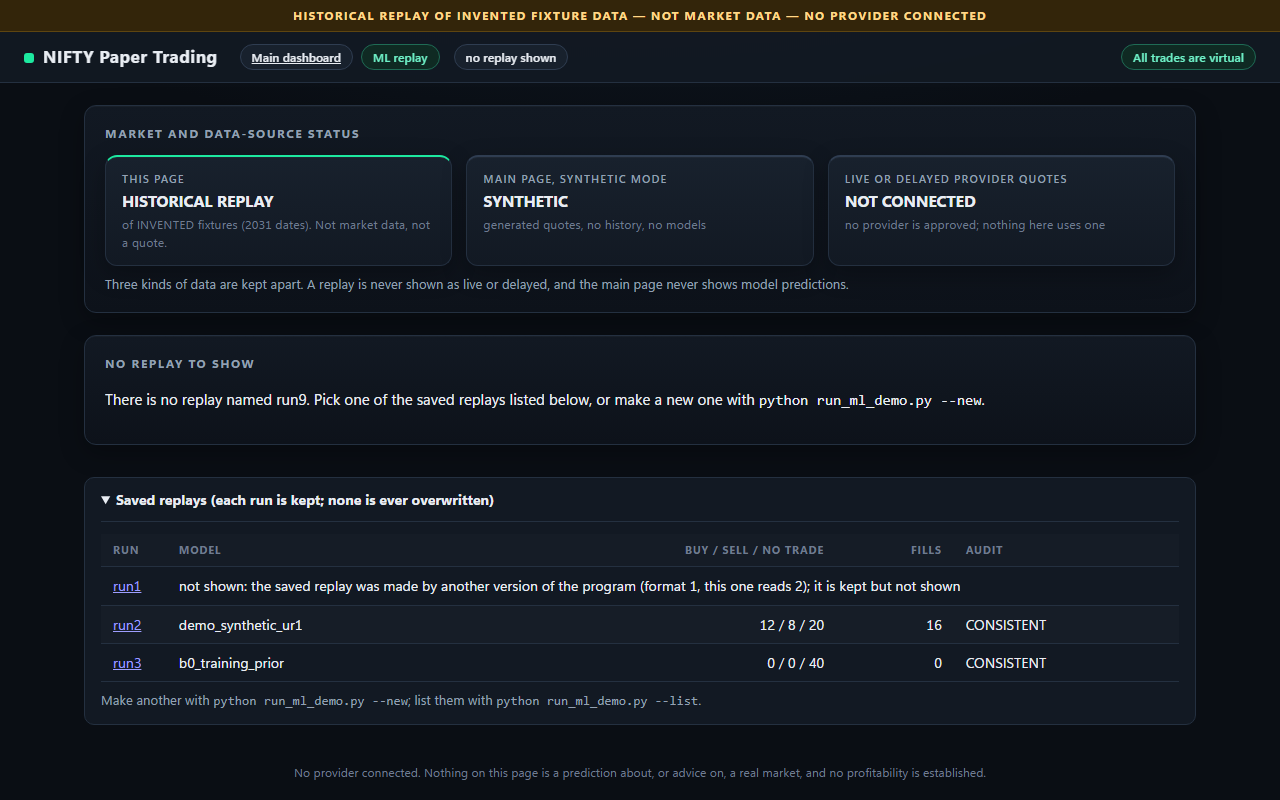 HISTORICAL REPLAY OF INVENTED FIXTURE DATA — NOT MARKET DATA — NO PROVIDER CONNECTED
NIFTY Paper Trading Main dashboard ML replay no replay shown All trades are virtual
MARKET AND DATA-SOURCE STATUS
THIS PAGE
HISTORICAL REPLAY
of INVENTED fixtures (2031 dates). Not market data, not
a quote.
MAIN PAGE, SYNTHETIC MODE
SYNTHETIC
generated quotes, no history, no models
LIVE OR DELAYED PROVIDER QUOTES
NOT CONNECTED
no provider is approved; nothing here uses one
Three kinds of data are kept apart. A replay is never shown as live or delayed, and the main page never shows model predictions.
NO REPLAY TO SHOW
There is no replay named run9. Pick one of the saved replays listed below, or make a new one with python run_ml_demo.py --new.
▼ Saved replays (each run is kept; none is ever overwritten)
RUN MODEL BUY / SELL / NO TRADE FILLS AUDIT
run1 not shown: the saved replay was made by another version of the program (format 1, this one reads 2); it is kept but not shown
run2 demo_synthetic_ur1 12 / 8 / 20 16 CONSISTENT
run3 b0_training_prior 0 / 0 / 40 0 CONSISTENT
Make another with python run_ml_demo.py --new; list them with python run_ml_demo.py --list.
No provider connected. Nothing on this page is a prediction about, or advice on, a real market, and no profitability is established.